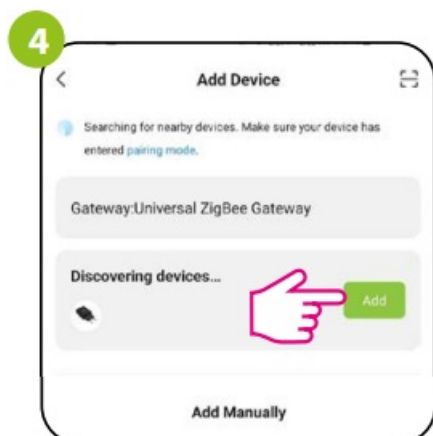 4
Add Device
Searching for nearby devices. Make sure your device has
entered pairing mode.
Gateway:Universal ZigBee Gateway
Discovering devices...
Add
Add Manually